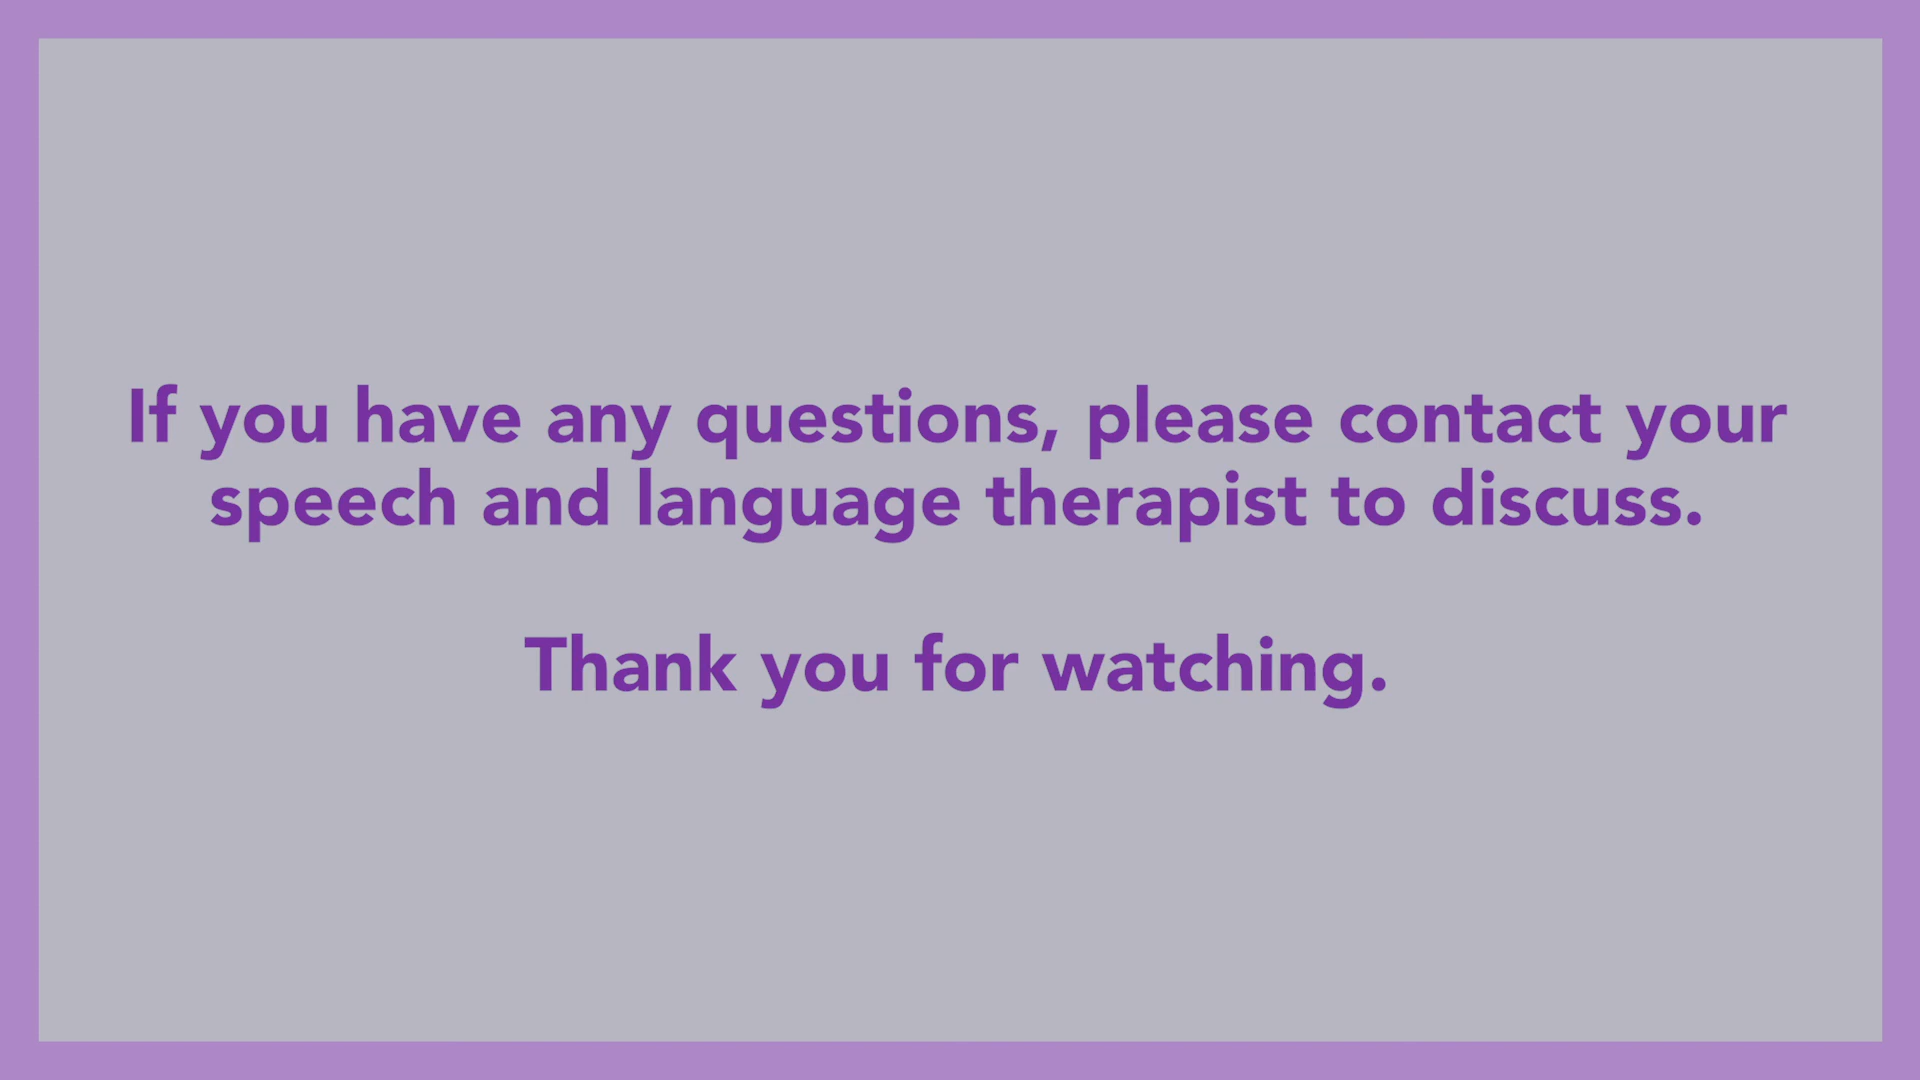 If you have any questions, please contact your
speech and language therapist to discuss.
Thank you for watching.